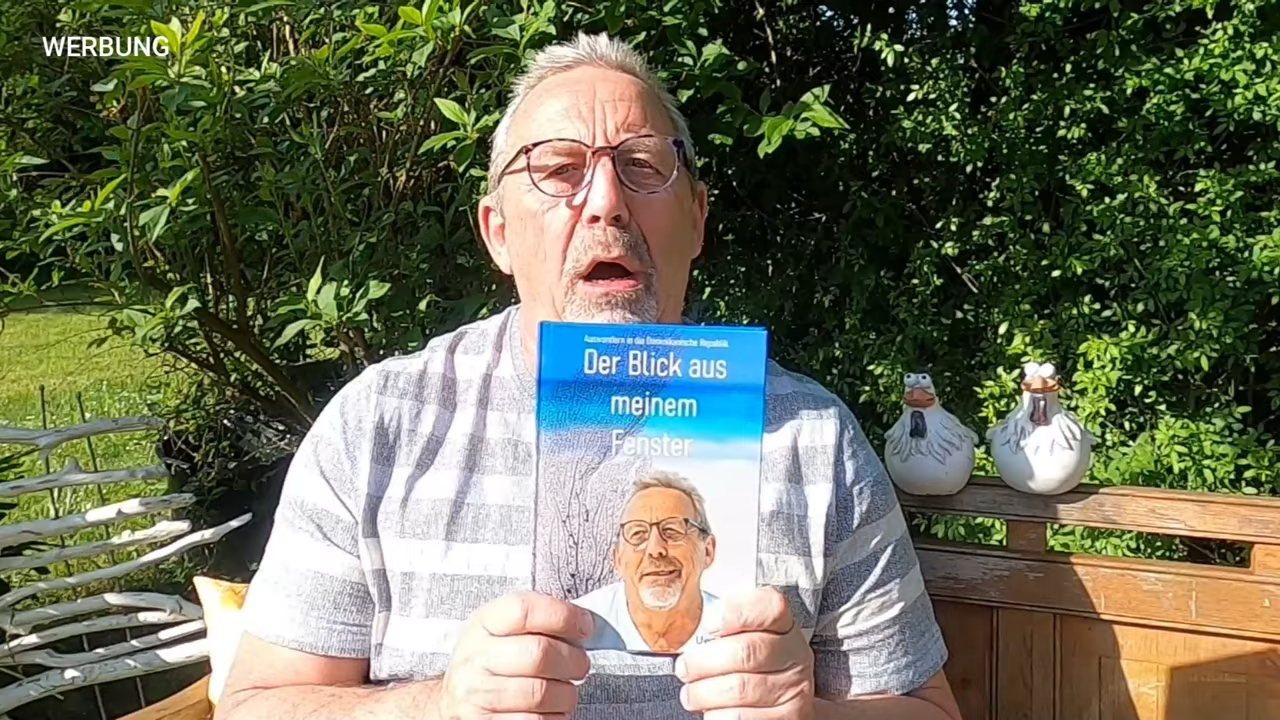 WERBUNG
Auswandern in die Dominikanische Republik
Der Blick aus
meinem
Fenster